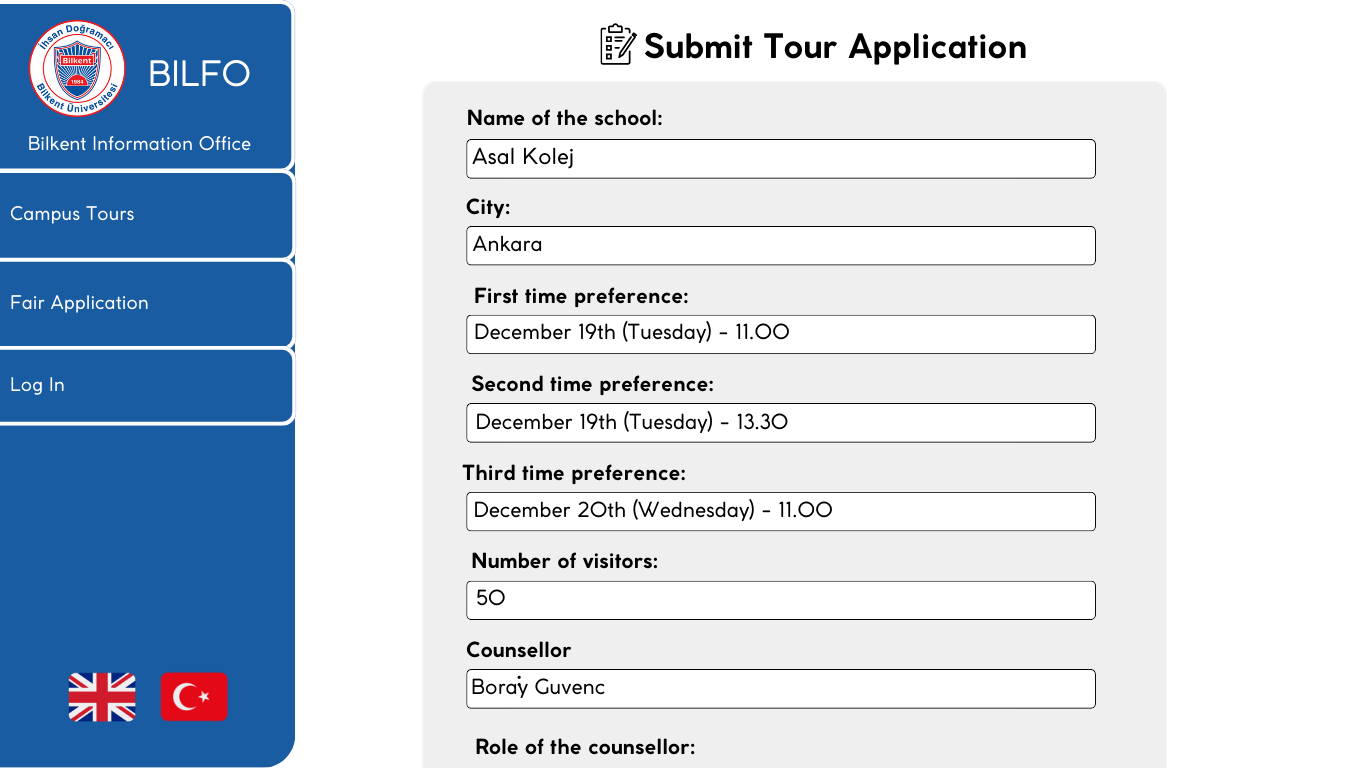 İhsan Doğramacı
Bilkent
1984
Bilkent Üniversitesi
BILFO
Bilkent Information Office
Campus Tours
Fair Application
Log In
Submit Tour Application
Name of the school:
Asal Kolej
City:
Ankara
First time preference:
December 19th (Tuesday) - 11.00
Second time preference:
December 19th (Tuesday) - 13.30
Third time preference:
December 20th (Wednesday) - 11.00
Number of visitors:
50
Counsellor
Boray Guvenc
Role of the counsellor: